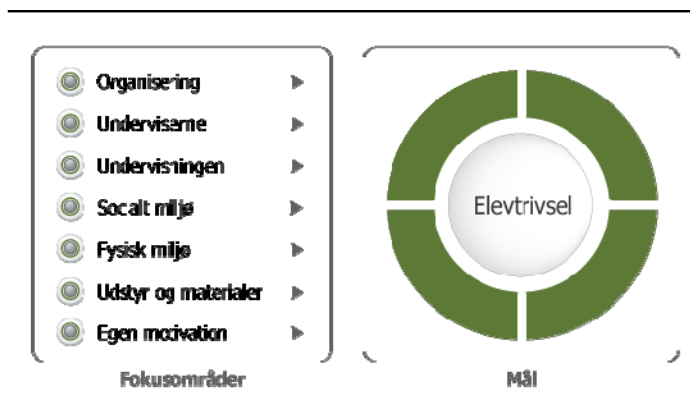 Organisering
Underviserne
Undervisningen
Socialt miljø
Fysisk miljø
Udstyr og materialer
Egen motivation
Fokusområder
Elevtrivsel
Mål